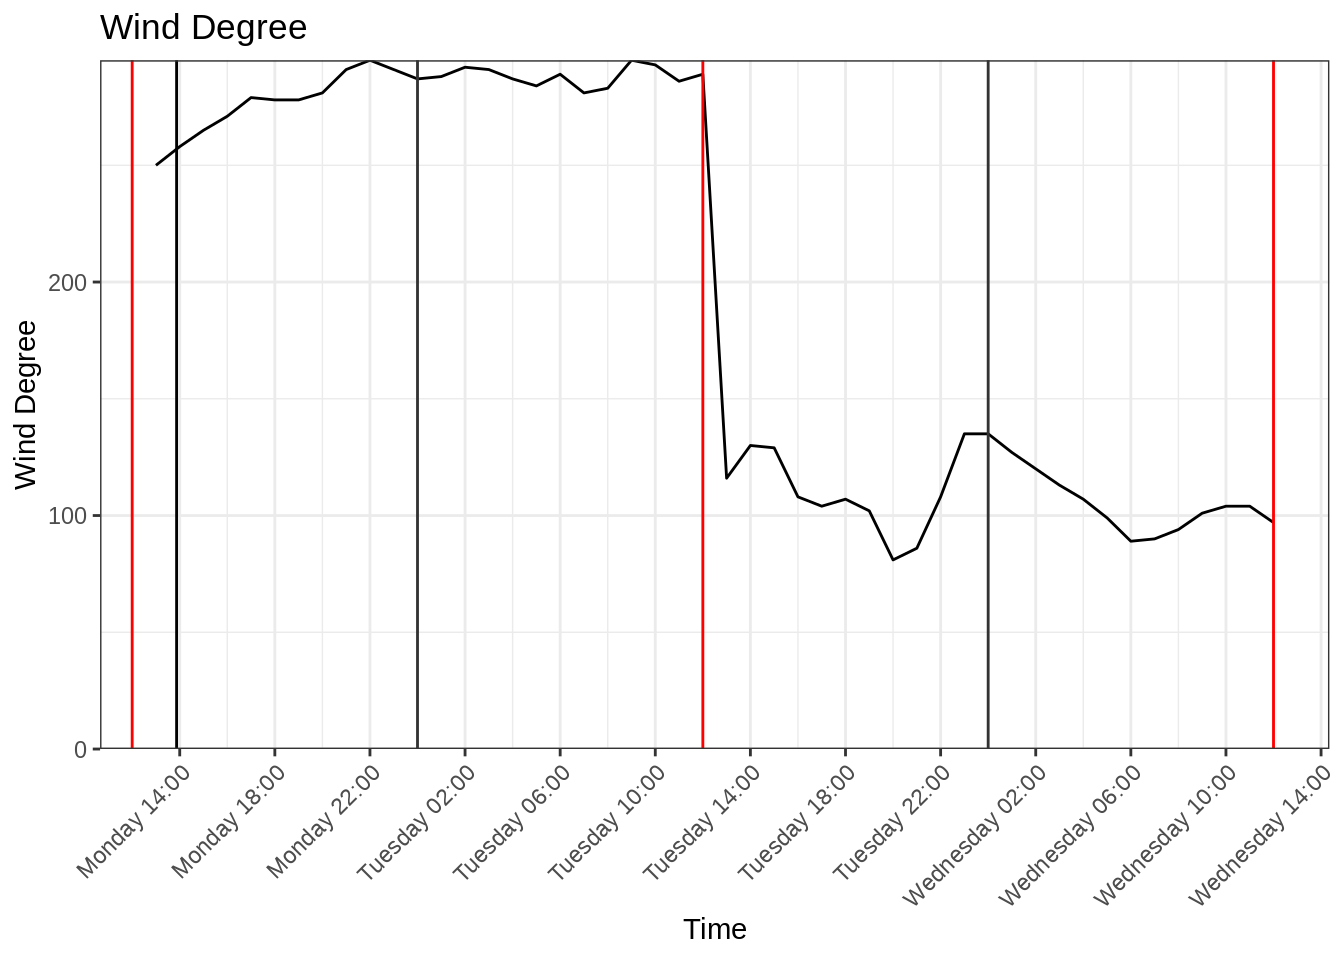 Wind Degree
Wind Degree
200
100
0
Monday 14:00
Monday 18:00
Monday 22:00
Tuesday 02:00
Tuesday 06:00
Tuesday 10:00
Tuesday 14:00
Tuesday 18:00
Tuesday 22:00
Wednesday 02:00
Wednesday 06:00
Wednesday 10:00
Wednesday 14:00
Time